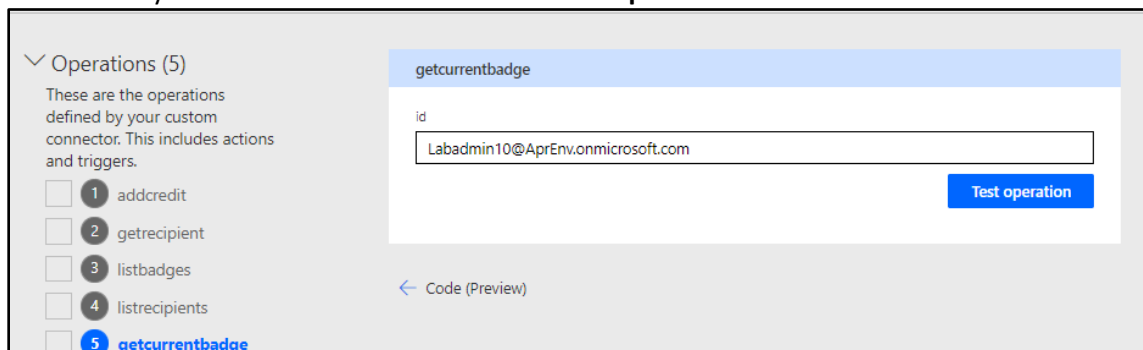 Operations (5)
These are the operations
defined by your custom
connector. This includes actions
and triggers.
1 addcredit
2 getrecipient
3 listbadges
4 listrecipients
5 getcurrentbadge
getcurrentbadge
id
Labadmin10@AprEnv.onmicrosoft.com
Test operation
Code (Preview)